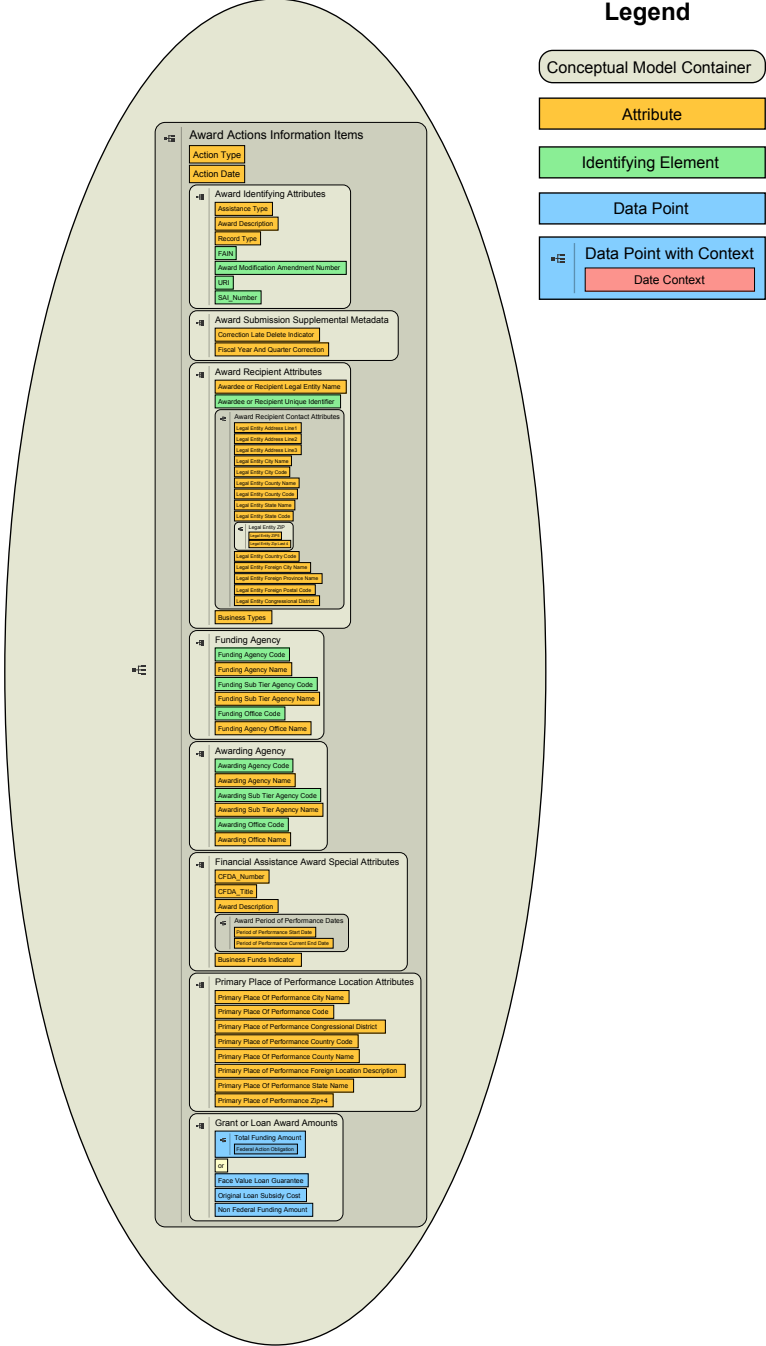 Legend
Conceptual Model Container
Attribute
Identifying Element
Data Point
Data Point with Context
Date Context
Award Actions Information Items
Action Type
Action Date
Award Identifying Attributes
Assistance Type
Award Description
Record Type
FAIN
Award Modification Amendment Number
URI
SAI_Number
Award Submission Supplemental Metadata
Correction Late Delete Indicator
Fiscal Year And Quarter Correction
Award Recipient Attributes
Awardee or Recipient Legal Entity Name
Awardee or Recipient Unique Identifier
Award Recipient Contact Attributes
Legal Entity Address Line1
Legal Entity Address Line2
Legal Entity Address Line3
Legal Entity City Name
Legal Entity City Code
Legal Entity County Name
Legal Entity County Code
Legal Entity State Name
Legal Entity State Code
Legal Entity ZIP
Legal Entity ZIP5
Legal Entity Zip Last 4
Legal Entity Country Code
Legal Entity Foreign City Name
Legal Entity Foreign Province Name
Legal Entity Foreign Postal Code
Legal Entity Congressional District
Business Types
Funding Agency
Funding Agency Code
Funding Agency Name
Funding Sub Tier Agency Code
Funding Sub Tier Agency Name
Funding Office Code
Funding Agency Office Name
Awarding Agency
Awarding Agency Code
Awarding Agency Name
Awarding Sub Tier Agency Code
Awarding Sub Tier Agency Name
Awarding Office Code
Awarding Office Name
Financial Assistance Award Special Attributes
CFDA_Number
CFDA_Title
Award Description
Award Period of Performance Dates
Period of Performance Start Date
Period of Performance Current End Date
Business Funds Indicator
Primary Place of Performance Location Attributes
Primary Place Of Performance City Name
Primary Place Of Performance Code
Primary Place of Performance Congressional District
Primary Place of Performance Country Code
Primary Place Of Performance County Name
Primary Place of Performance Foreign Location Description
Primary Place Of Performance State Name
Primary Place of Performance Zip+4
Grant or Loan Award Amounts
Total Funding Amount
Federal Action Obligation
or
Face Value Loan Guarantee
Original Loan Subsidy Cost
Non Federal Funding Amount